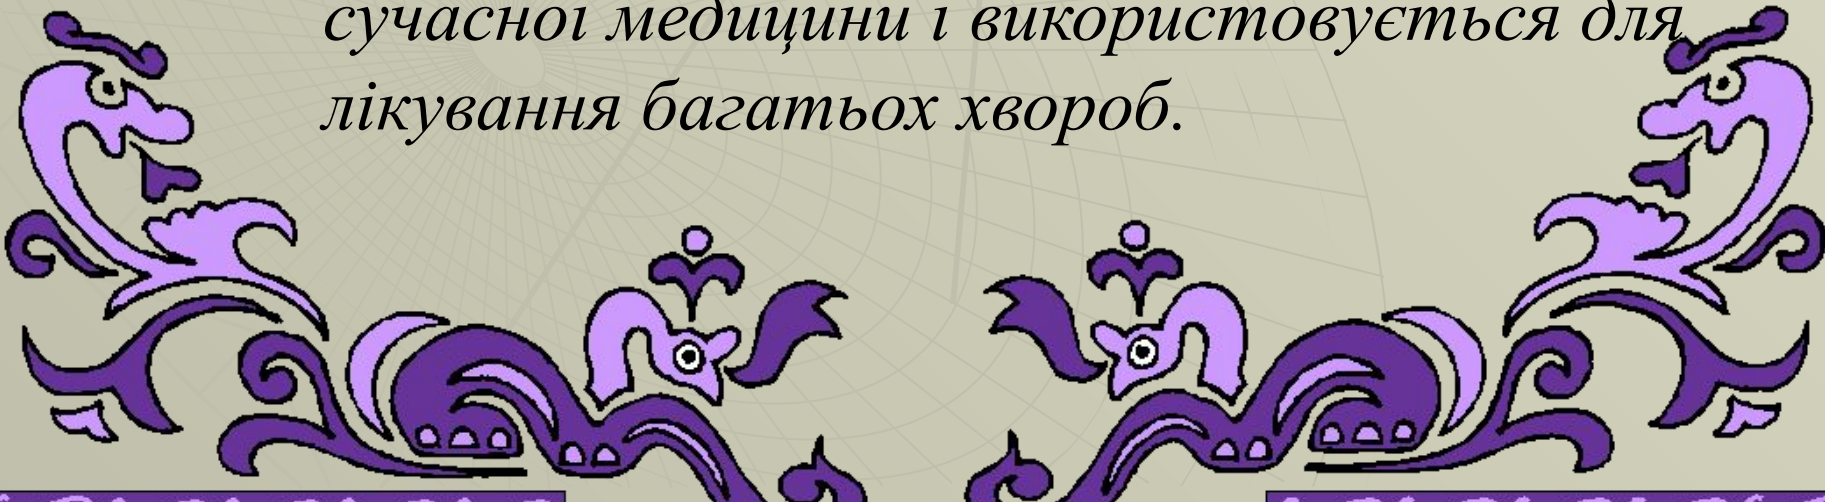 сучасної медицини і використовується для
лікування багатьох хвороб.